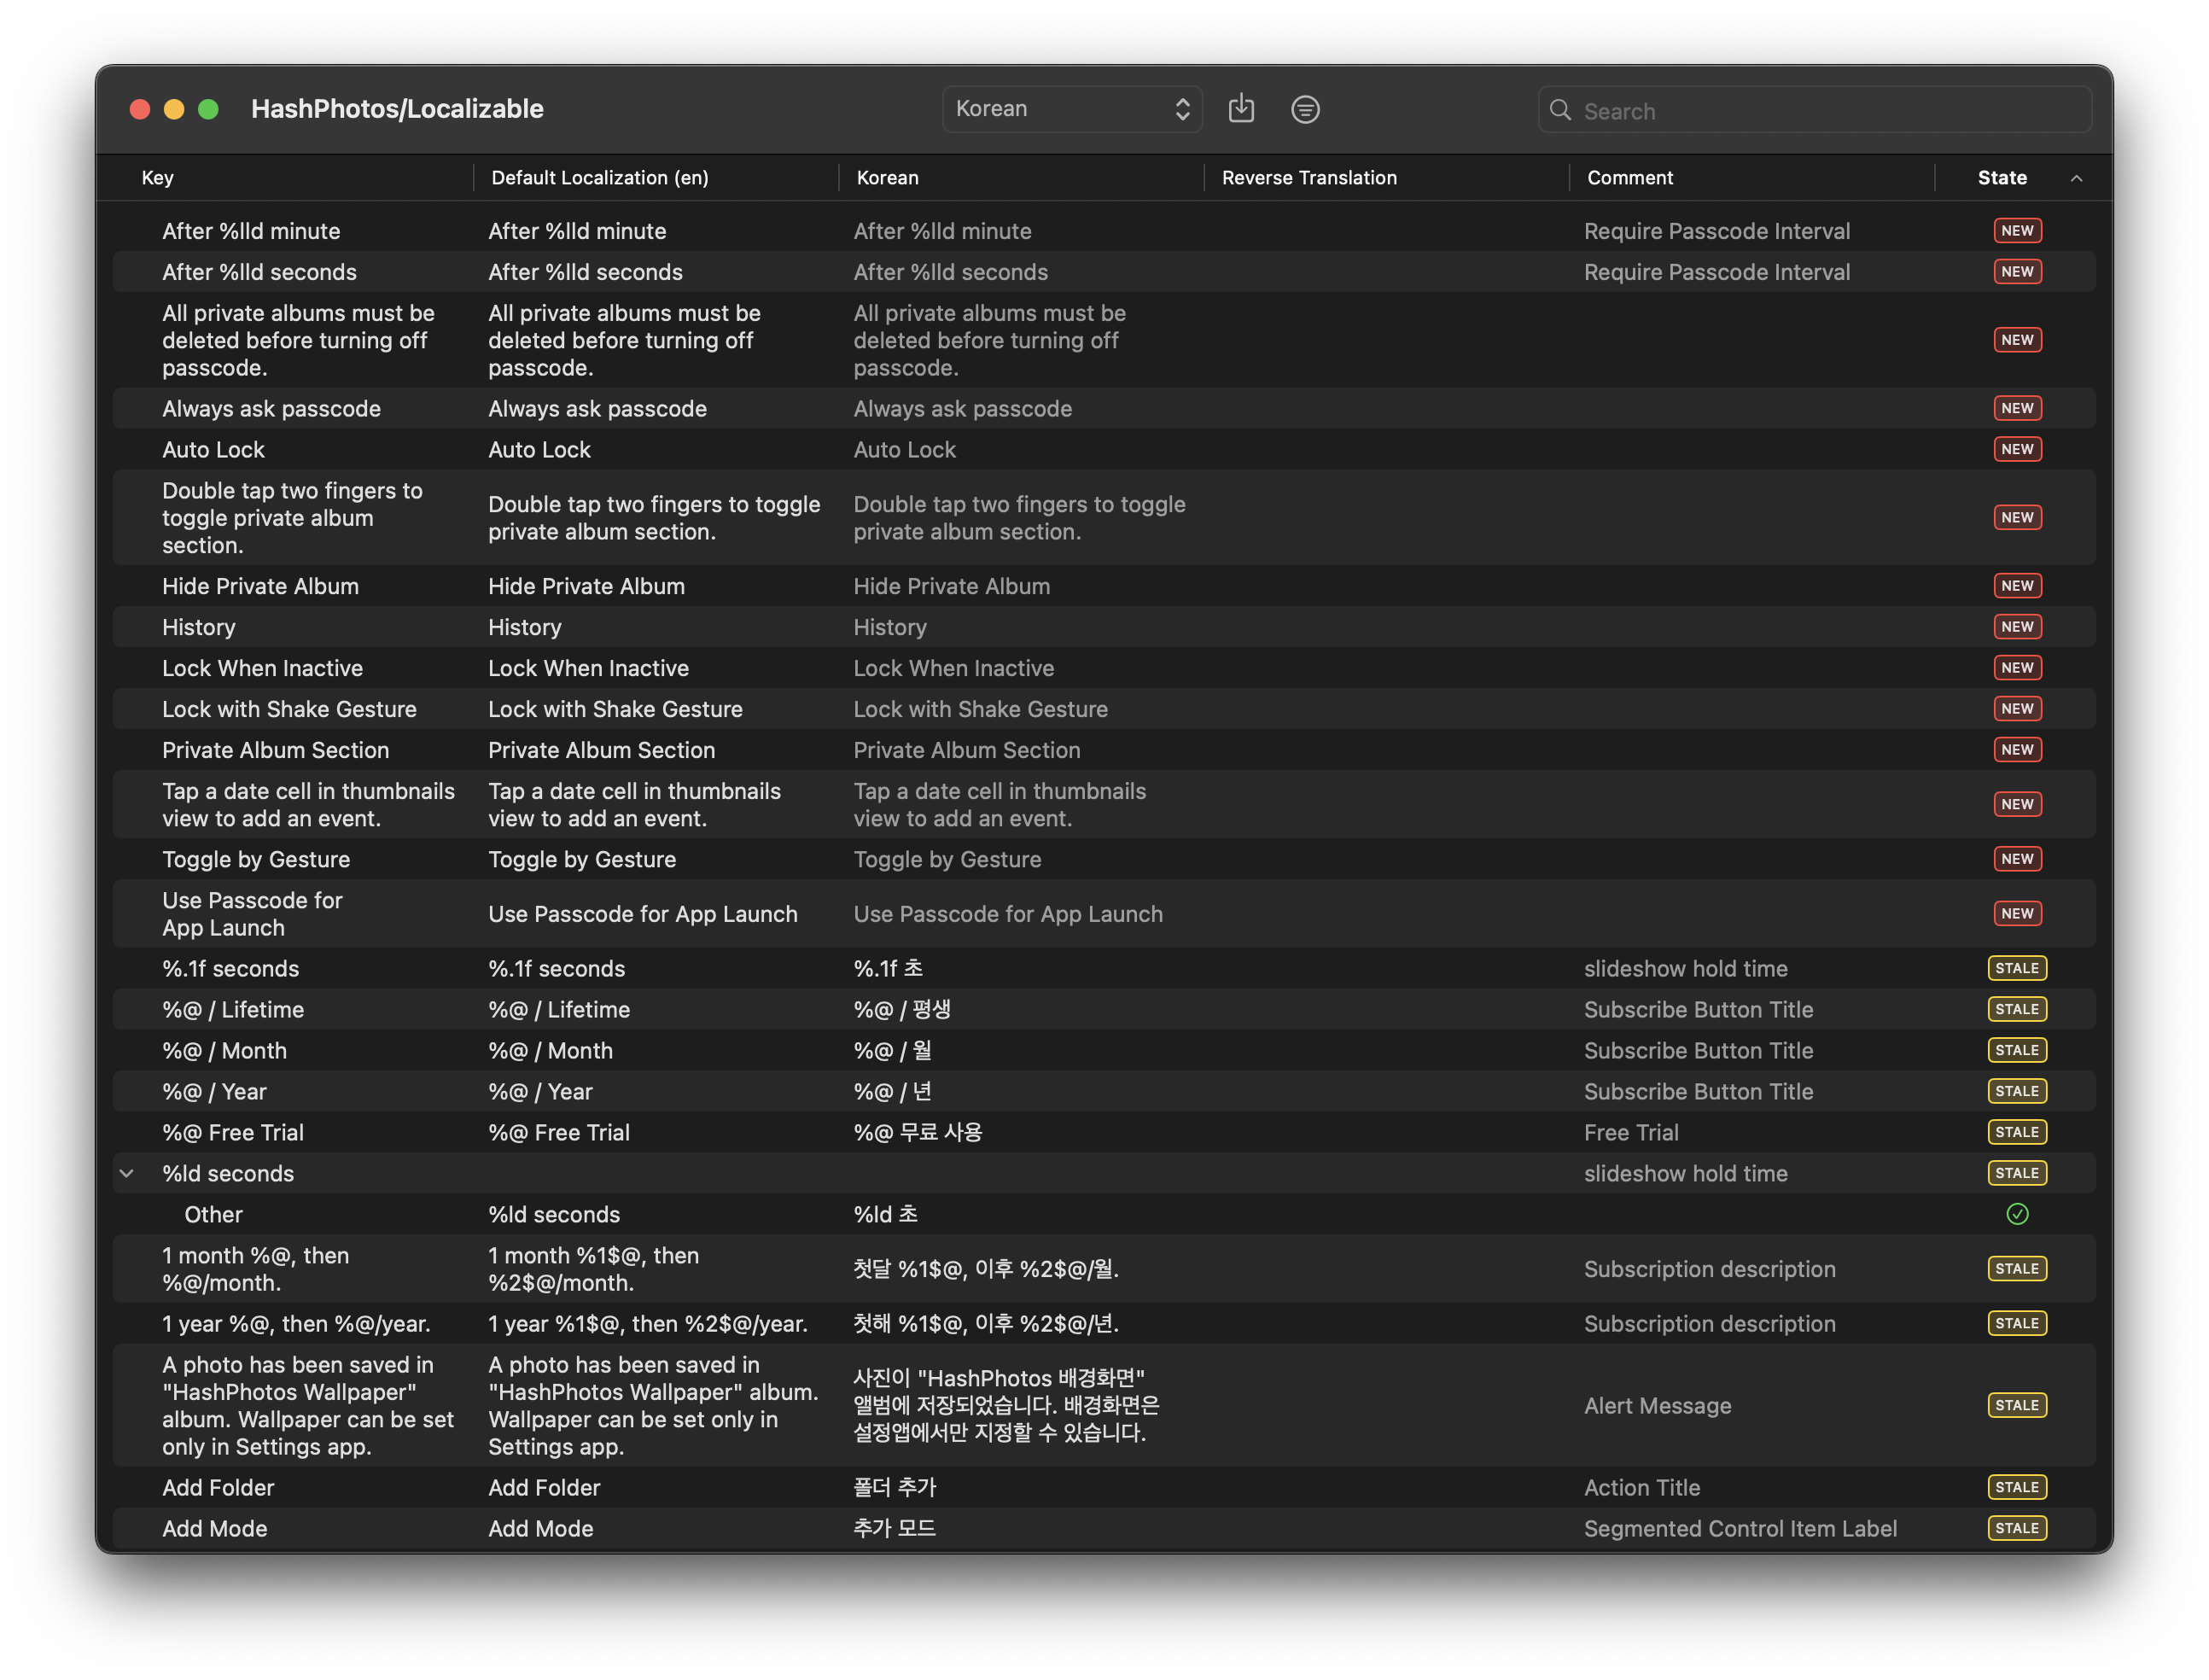 HashPhotos/Localizable
Korean
Search
Key Default Localization (en) Korean Reverse Translation Comment State
After %lld minute After %lld minute After %lld minute Require Passcode Interval NEW
After %lld seconds After %lld seconds After %lld seconds Require Passcode Interval NEW
All private albums must be All private albums must be All private albums must be
deleted before turning off deleted before turning off deleted before turning off NEW
passcode. passcode. passcode.
Always ask passcode Always ask passcode Always ask passcode NEW
Auto Lock Auto Lock Auto Lock NEW
Double tap two fingers to
toggle private album
section.
Double tap two fingers to toggle
private album section.
Double tap two fingers to toggle
private album section.
NEW
Hide Private Album Hide Private Album Hide Private Album NEW
History History History NEW
Lock When Inactive Lock When Inactive Lock When Inactive NEW
Lock with Shake Gesture Lock with Shake Gesture Lock with Shake Gesture NEW
Private Album Section Private Album Section Private Album Section NEW
Tap a date cell in thumbnails Tap a date cell in thumbnails Tap a date cell in thumbnails
view to add an event. view to add an event. view to add an event. NEW
Toggle by Gesture Toggle by Gesture Toggle by Gesture NEW
Use Passcode for
App Launch
Use Passcode for App Launch Use Passcode for App Launch NEW
%.1f seconds %.1f seconds %.1f 초 slideshow hold time STALE
%@ / Lifetime %@ / Lifetime %@ / 평생 Subscribe Button Title STALE
%@ / Month %@ / Month %@ / 월 Subscribe Button Title STALE
%@ / Year %@ / Year %@ / 년 Subscribe Button Title STALE
%@ Free Trial %@ Free Trial %@ 무료 사용 Free Trial STALE
%ld seconds slideshow hold time STALE
Other %ld seconds %ld 초
1 month %@, then
%@/month.
1 month %1$@, then
%2$@/month.
첫달 %1$@, 이후 %2$@/월. Subscription description STALE
1 year %@, then %@/year. 1 year %1$@, then %2$@/year. 첫해 %1$@, 이후 %2$@/년. Subscription description STALE
A photo has been saved in
"HashPhotos Wallpaper"
album. Wallpaper can be set
only in Settings app.
A photo has been saved in
"HashPhotos Wallpaper" album.
Wallpaper can be set only in
Settings app.
사진이 "HashPhotos 배경화면"
앨범에 저장되었습니다. 배경화면은
설정앱에서만 지정할 수 있습니다.
Alert Message STALE
Add Folder Add Folder 폴더 추가 Action Title STALE
Add Mode Add Mode 추가 모드 Segmented Control Item Label STALE